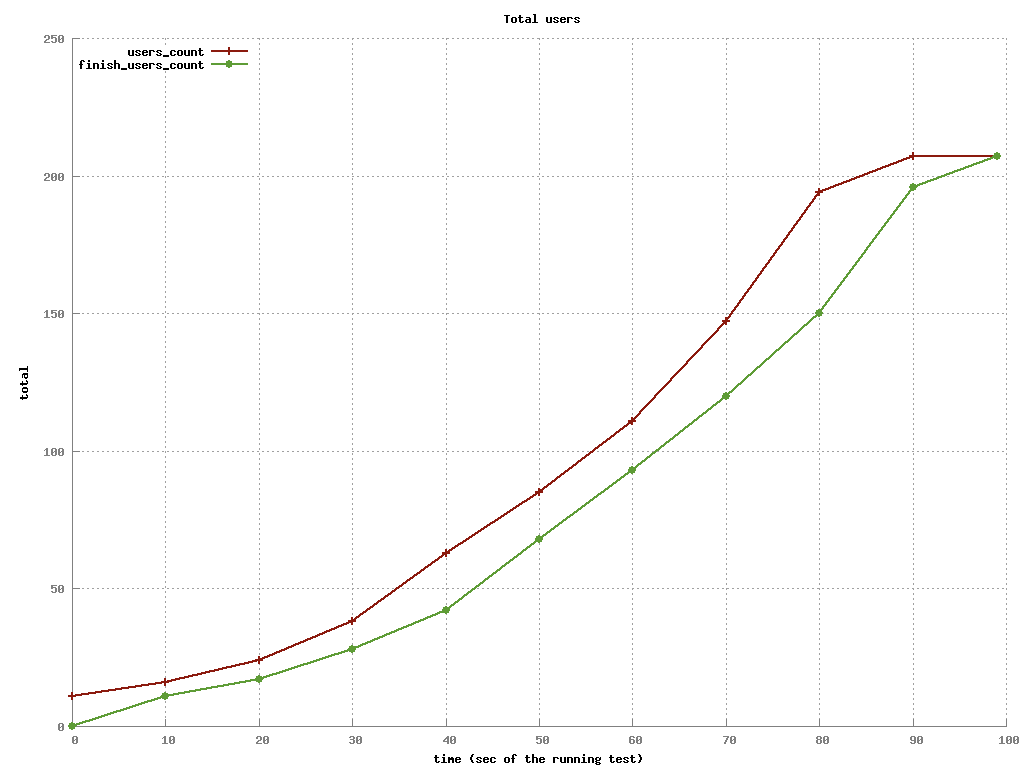 Total users
250
users_count
finish_users_count
200
150
total
100
50
0
0 10 20 30 40 50 60 70 80 90 100
time (sec of the running test)